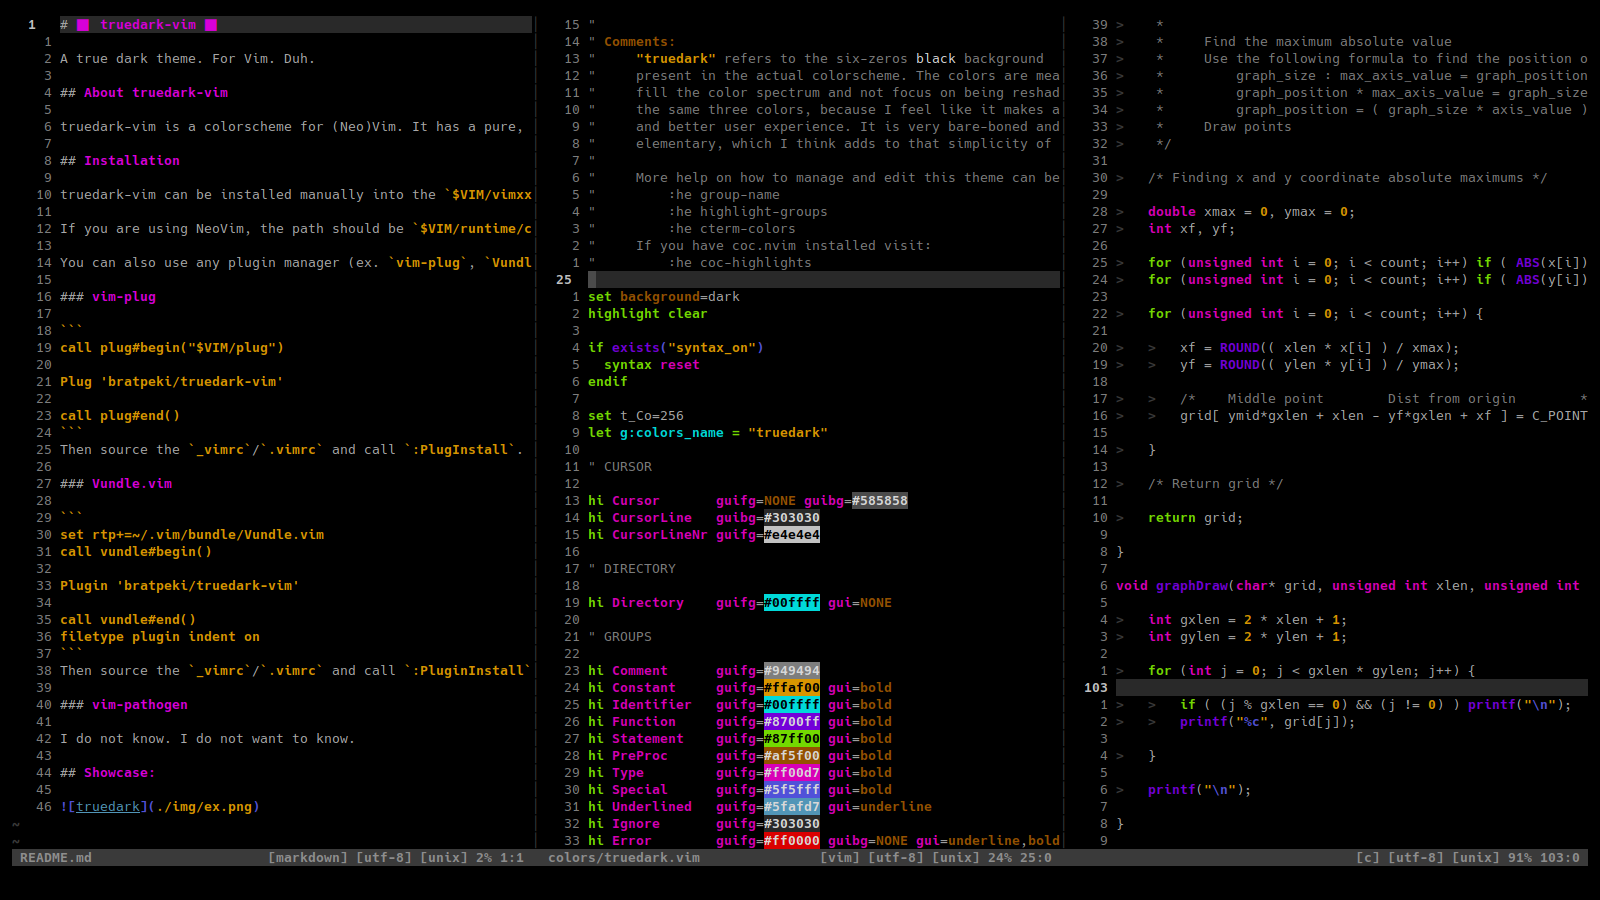 1 # truedark-vim
1
2 A true dark theme. For Vim. Duh.
3
4 ## About truedark-vim
5
6 truedark-vim is a colorscheme for (Neo)Vim. It has a pure,
7
8 ## Installation
9
10 truedark-vim can be installed manually into the `$VIM/vimxx
11
12 If you are using NeoVim, the path should be `$VIM/runtime/c
13
14 You can also use any plugin manager (ex. `vim-plug`, `Vundl
15
16 ### vim-plug
17
18 ```
19 call plug#begin("$VIM/plug")
20
21 Plug 'bratpeki/truedark-vim'
22
23 call plug#end()
24 ```
25 Then source the `_vimrc`/`.vimrc` and call `:PlugInstall`.
26
27 ### Vundle.vim
28
29 ```
30 set rtp+=~/.vim/bundle/Vundle.vim
31 call vundle#begin()
32
33 Plugin 'bratpeki/truedark-vim'
34
35 call vundle#end()
36 filetype plugin indent on
37 ```
38 Then source the `_vimrc`/`.vimrc` and call `:PluginInstall`
39
40 ### vim-pathogen
41
42 I do not know. I do not want to know.
43
44 ## Showcase:
45
46 ![truedark](./img/ex.png)
~
~
README.md [markdown] [utf-8] [unix] 2% 1:1
15 "
14 " Comments:
13 " "truedark" refers to the six-zeros black background
12 " present in the actual colorscheme. The colors are mea
11 " fill the color spectrum and not focus on being reshad
10 " the same three colors, because I feel like it makes a
9 " and better user experience. It is very bare-boned and
8 " elementary, which I think adds to that simplicity of
7 "
6 " More help on how to manage and edit this theme can be
5 " :he group-name
4 " :he highlight-groups
3 " :he cterm-colors
2 " If you have coc.nvim installed visit:
1 " :he coc-highlights
25
1 set background=dark
2 highlight clear
3
4 if exists("syntax_on")
5 syntax reset
6 endif
7
8 set t_Co=256
9 let g:colors_name = "truedark"
10
11 " CURSOR
12
13 hi Cursor guifg=NONE guibg=#585858
14 hi CursorLine guibg=#303030
15 hi CursorLineNr guifg=#e4e4e4
16
17 " DIRECTORY
18
19 hi Directory guifg=#00ffff gui=NONE
20
21 " GROUPS
22
23 hi Comment guifg=#949494
24 hi Constant guifg=#ffaf00 gui=bold
25 hi Identifier guifg=#00ffff gui=bold
26 hi Function guifg=#8700ff gui=bold
27 hi Statement guifg=#87ff00 gui=bold
28 hi PreProc guifg=#af5f00 gui=bold
29 hi Type guifg=#ff00d7 gui=bold
30 hi Special guifg=#5f5fff gui=bold
31 hi Underlined guifg=#5fafd7 gui=underline
32 hi Ignore guifg=#303030
33 hi Error guifg=#ff0000 guibg=NONE gui=underline,bold
colors/truedark.vim [vim] [utf-8] [unix] 24% 25:0
39 > *
38 > * Find the maximum absolute value
37 > * Use the following formula to find the position o
36 > * graph_size : max_axis_value = graph_position
35 > * graph_position * max_axis_value = graph_size
34 > * graph_position = ( graph_size * axis_value )
33 > * Draw points
32 > */
31
30 > /* Finding x and y coordinate absolute maximums */
29
28 > double xmax = 0, ymax = 0;
27 > int xf, yf;
26
25 > for (unsigned int i = 0; i < count; i++) if ( ABS(x[i])
24 > for (unsigned int i = 0; i < count; i++) if ( ABS(y[i])
23
22 > for (unsigned int i = 0; i < count; i++) {
21
20 > > xf = ROUND(( xlen * x[i] ) / xmax);
19 > > yf = ROUND(( ylen * y[i] ) / ymax);
18
17 > > /* Middle point Dist from origin *
16 > > grid[ ymid*gxlen + xlen - yf*gxlen + xf ] = C_POINT
15
14 > }
13
12 > /* Return grid */
11
10 > return grid;
9
8 }
7
6 void graphDraw(char* grid, unsigned int xlen, unsigned int
5
4 > int gxlen = 2 * xlen + 1;
3 > int gylen = 2 * ylen + 1;
2
1 > for (int j = 0; j < gxlen * gylen; j++) {
103
1 > > if ( (j % gxlen == 0) && (j != 0) ) printf("\n");
2 > > printf("%c", grid[j]);
3
4 > }
5
6 > printf("\n");
7
8 }
9
[c] [utf-8] [unix] 91% 103:0